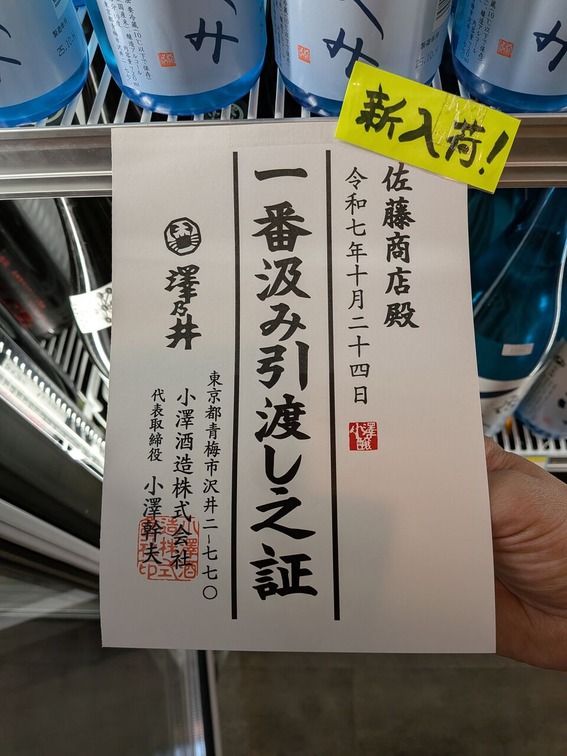 新入荷!
佐藤商店殿
令和七年十月二十四日
一番汲み引渡し之証
澤乃井
東京都青梅市沢井二-七七〇
小澤酒造株式会社
代表取締役 小澤幹夫
くみ
み